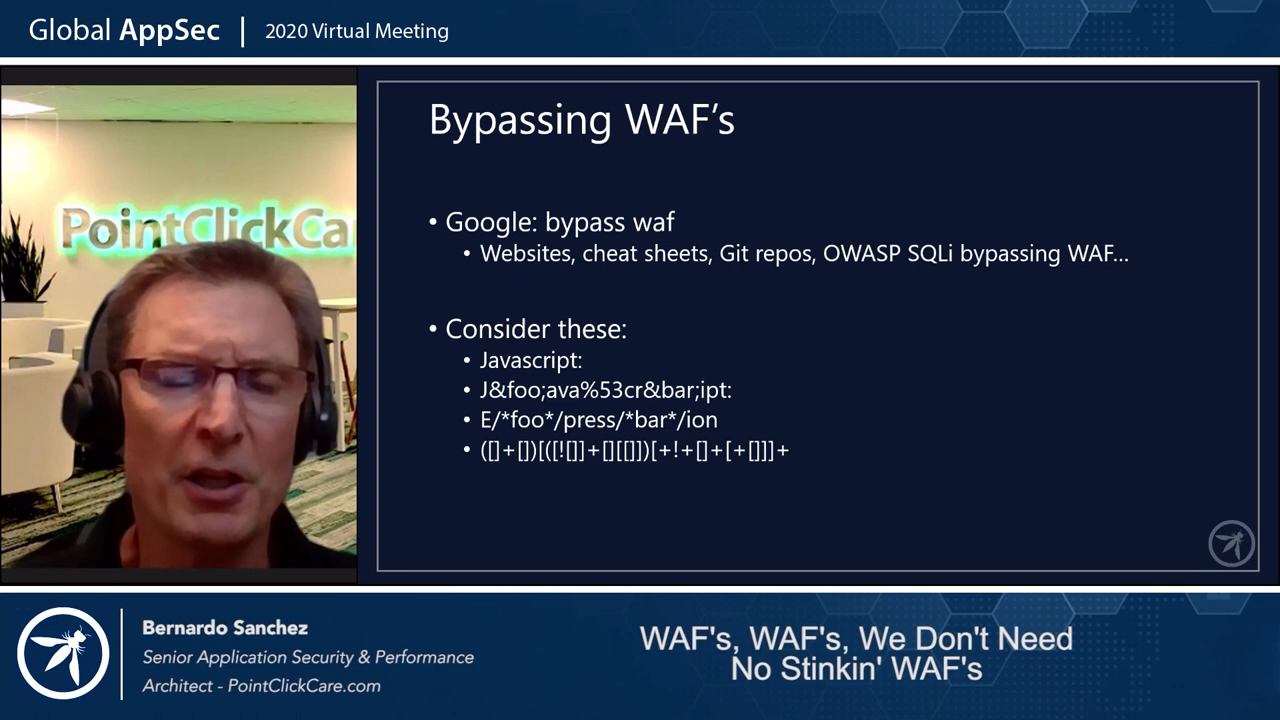 Global AppSec | 2020 Virtual Meeting
PointClickCa
Bypassing WAF's
• Google: bypass waf
• Websites, cheat sheets, Git repos, OWASP SQLi bypassing WAF...
• Consider these:
• Javascript:
• J&foo;ava%53cr&bar;ipt:
• E/*foo*/press/*bar*/ion
• ([]+[])[([![]]+[][[]])[+!+[]+[+[]]]+
Bernardo Sanchez
Senior Application Security & Performance
Architect - PointClickCare.com
WAF's, WAF's, We Don't Need
No Stinkin' WAF's